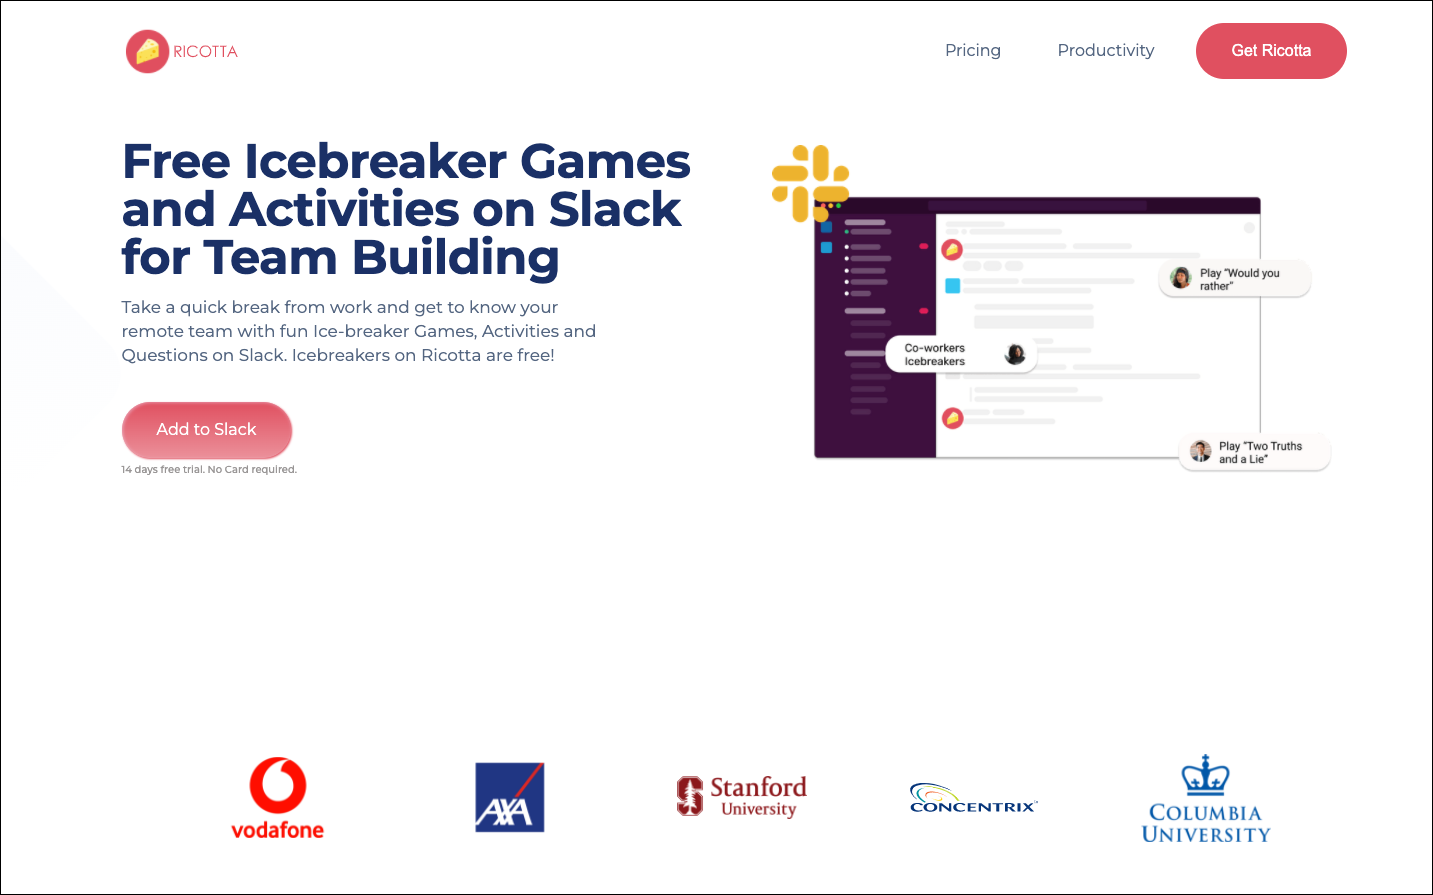 RICOTTA
Pricing
Productivity
Get Ricotta
Free Icebreaker Games
and Activities on Slack
for Team Building
Take a quick break from work and get to know your
remote team with fun Ice-breaker Games, Activities and
Questions on Slack. Icebreakers on Ricotta are free!
Add to Slack
14 days free trial. No Card required.
Play “Would you
rather”
Co-workers
Icebreakers
Play “Two Truths
and a Lie”
vodafone
AXA
Stanford
University
CONCENTRIX™
COLUMBIA
UNIVERSITY